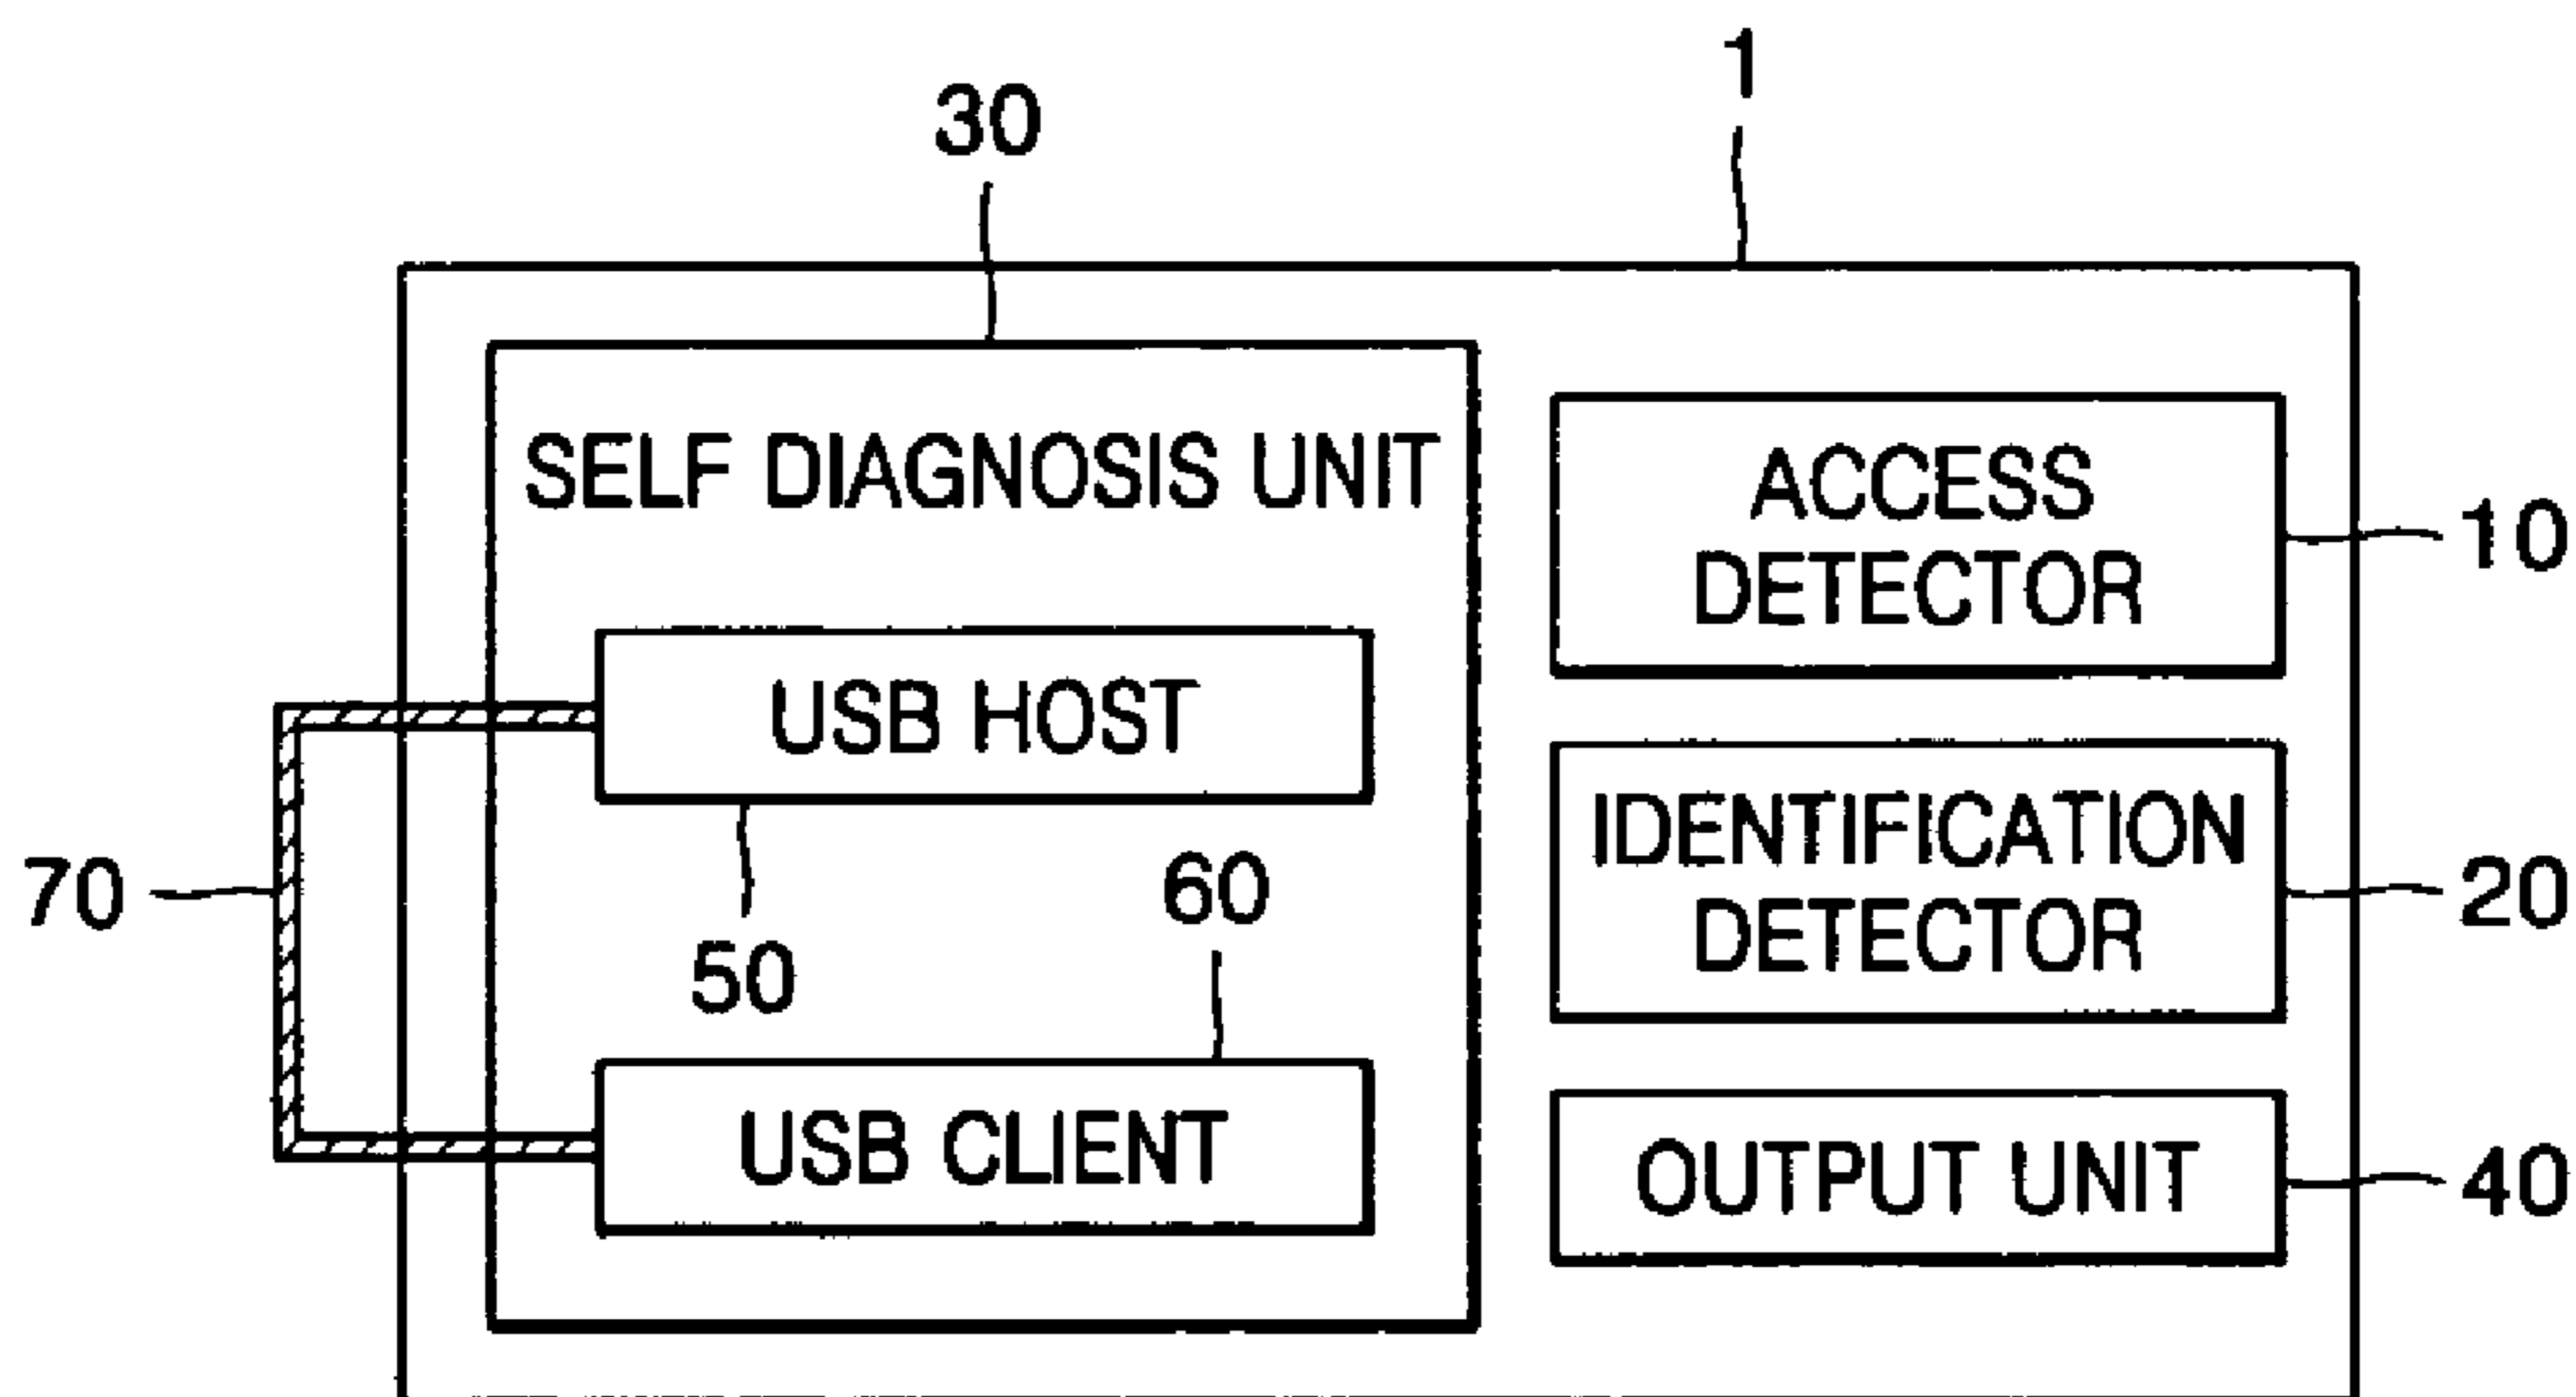 1
30
SELF DIAGNOSIS UNIT
ACCESS
DETECTOR
10
USB HOST
50
IDENTIFICATION
DETECTOR
20
70
60
USB CLIENT
OUTPUT UNIT
40